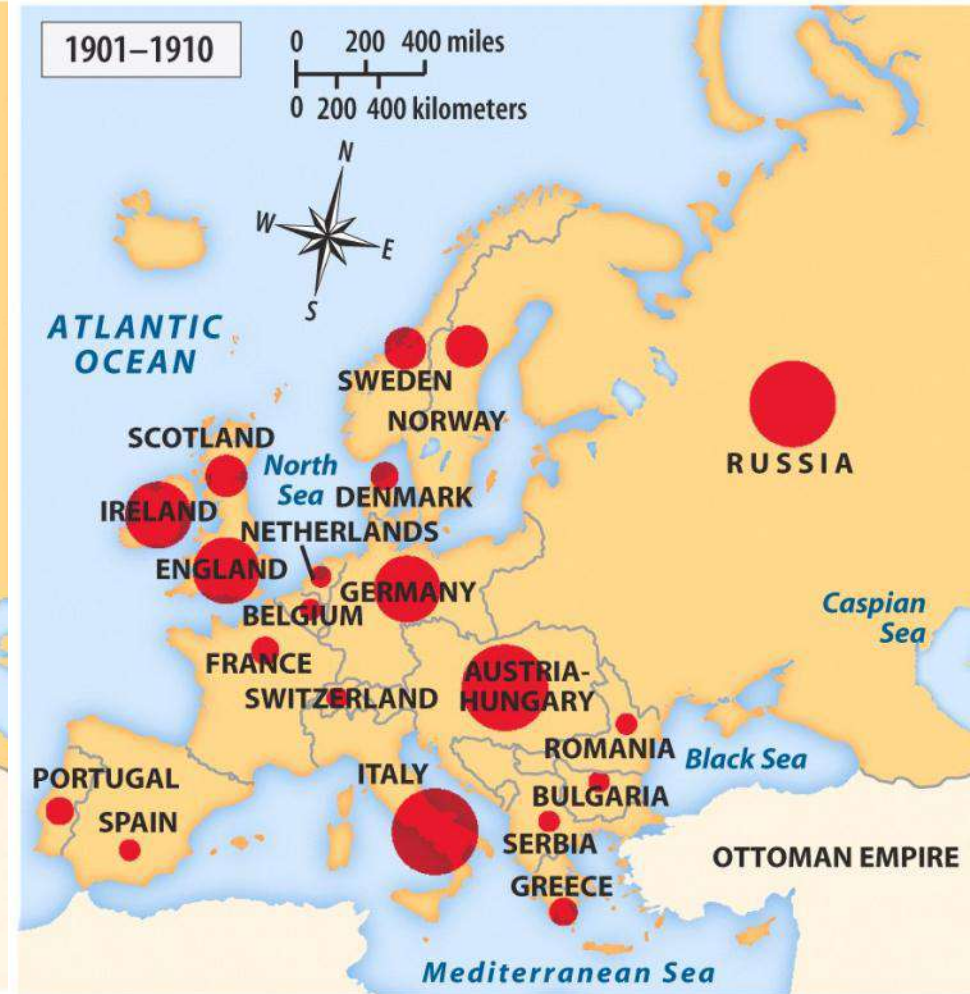 1901–1910
0 200 400 miles
0 200 400 kilometers
N
W
E
S
ATLANTIC
OCEAN
SWEDEN
NORWAY
SCOTLAND
North
Sea
RUSSIA
DENMARK
IRELAND
NETHERLANDS
ENGLAND
GERMANY
BELGIUM
Caspian
Sea
FRANCE
AUSTRIA-
HUNGARY
SWITZERLAND
ROMANIA
Black Sea
ITALY
PORTUGAL
BULGARIA
SPAIN
SERBIA
OTTOMAN EMPIRE
GREECE
Mediterranean Sea